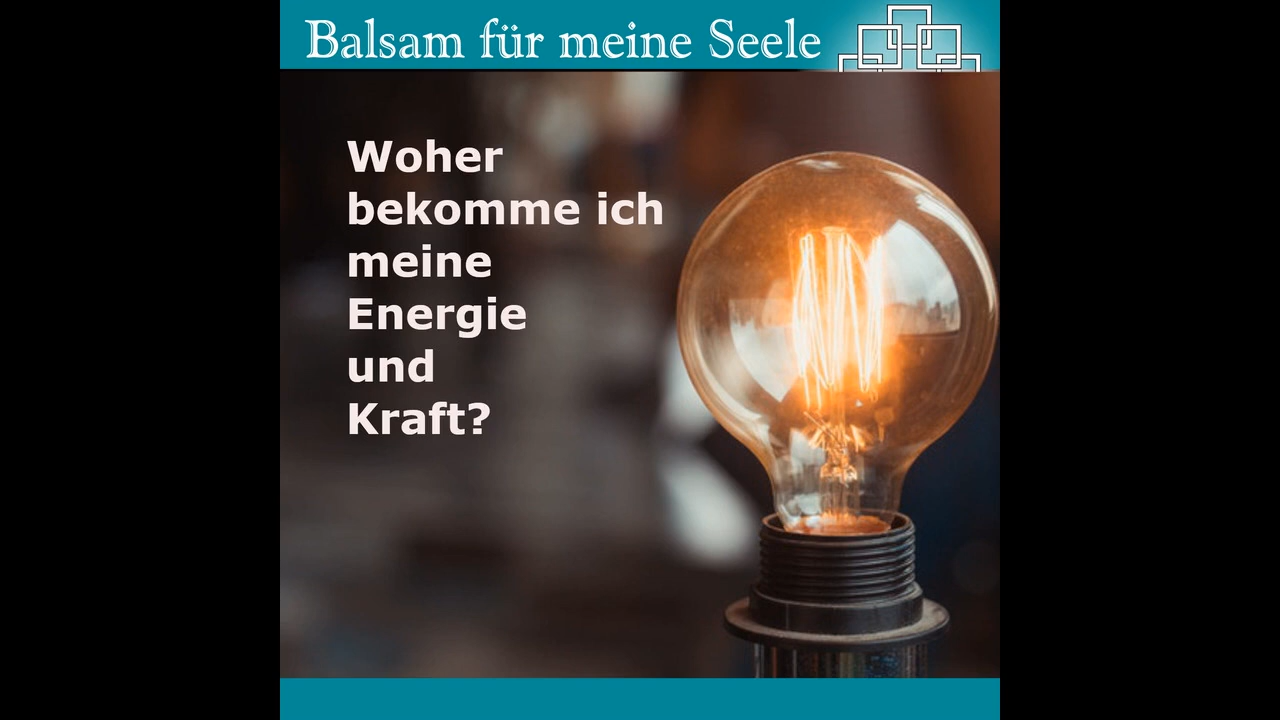 Balsam für meine Seele
Woher
bekomme ich
meine
Energie
und
Kraft?